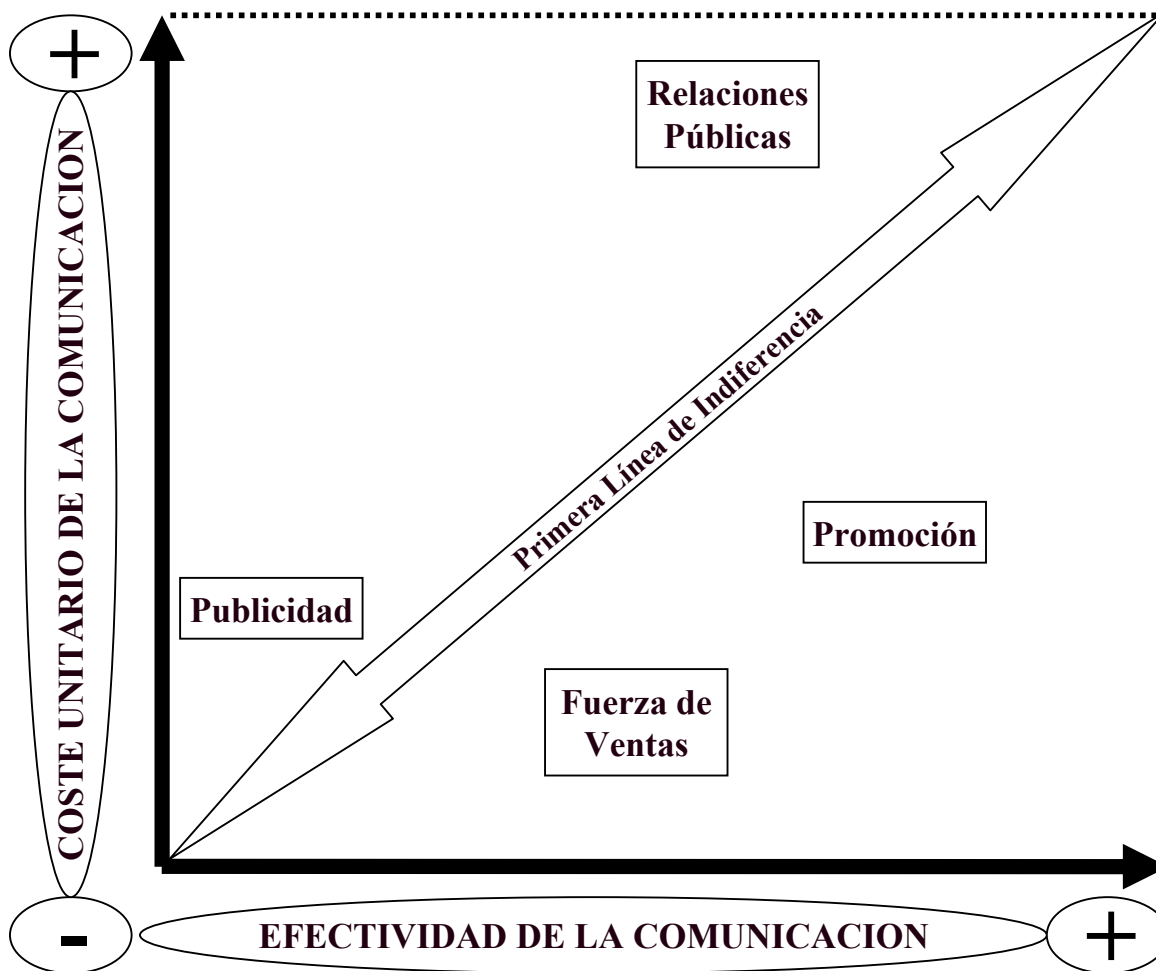 +
COSTE UNITARIO DE LA COMUNICACION
Relaciones
Públicas
Primera Línea de Indiferencia
Promoción
Publicidad
Fuerza de
Ventas
-
EFECTIVIDAD DE LA COMUNICACION
+